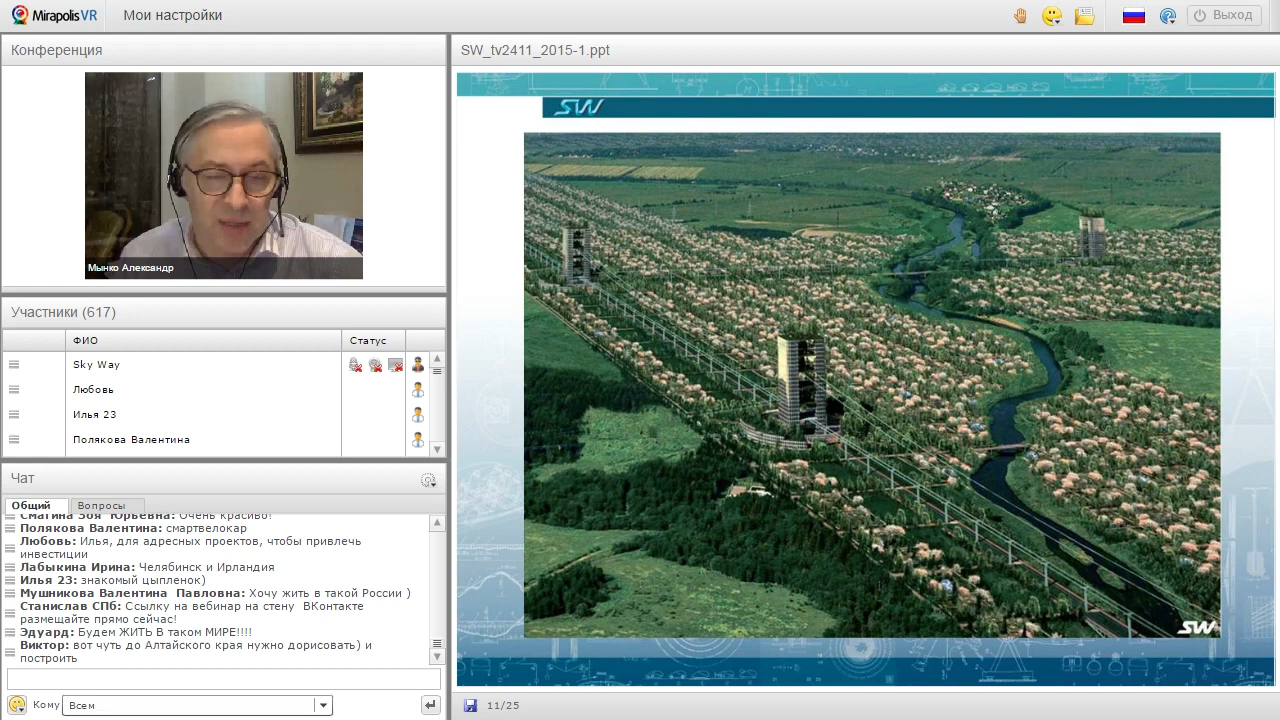 Mirapolis VR
Мои настройки
Выход
Конференция
SW_tv2411_2015-1.ppt
SW
Мынко Александр
Участники (617)
ФИО
Статус
Sky Way
Любовь
Илья 23
Полякова Валентина
Чат
Общий
Вопросы
Смагина Зоя Юрьевна: Очень красиво!
Полякова Валентина: смартвелокар
Любовь: Илья, для адресных проектов, чтобы привлечь
инвестиции
Лабыкина Ирина: Челябинск и Ирландия
Илья 23: знакомый цыпленок)
Мушникова Валентина Павловна: Хочу жить в такой России )
Станислав СПб: Ссылку на вебинар на стену ВКонтакте
размещайте прямо сейчас!
Эдуард: Будем ЖИТЬ В таком МИРЕ!!!!
Виктор: вот чуть до Алтайского края нужно дорисовать) и
построить
Кому
Всем
SW
11/25